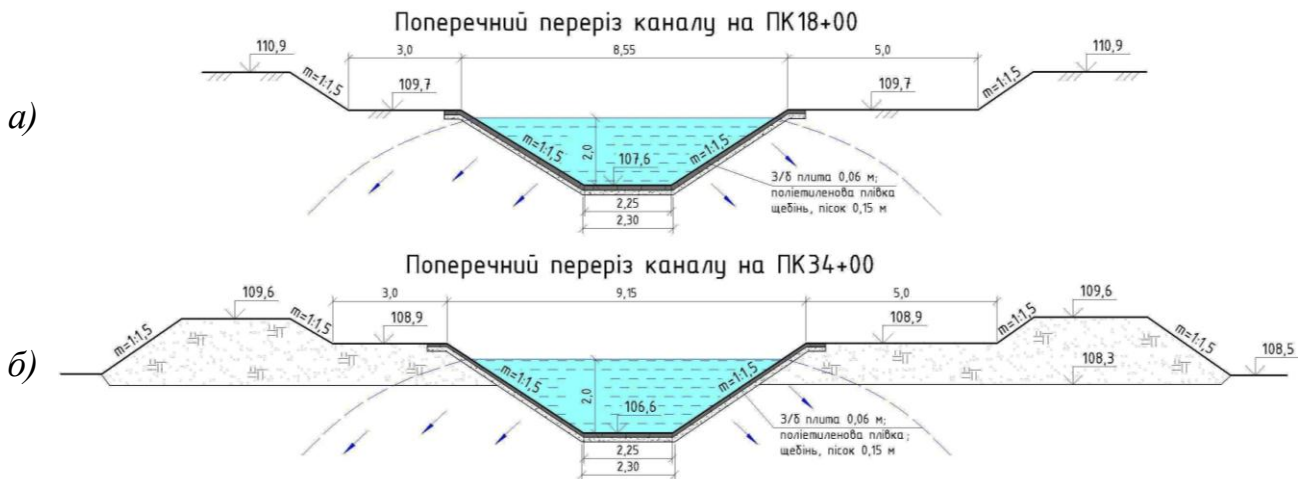 Поперечний переріз каналу на ПК18+00
110,9
3,0
8,55
5,0
110,9
m=1:1,5
109,7
109,7
m=1:1,5
а)
m=1:1,5
2,0
107,6
m=1:1,5
З/б плита 0,06 м;
поліетиленова плівка
щебінь, пісок 0,15 м
2,25
2,30
Поперечний переріз каналу на ПК34+00
109,6
3,0
9,15
5,0
109,6
m=1:1,5
m=1:1,5
108,9
108,9
m=1:1,5
m=1:1,5
б)
108,5
108,3
m=1:1,5
2,0
106,6
m=1:1,5
З/б плита 0,06 м;
поліетиленова плівка;
щебінь, пісок 0,15 м
2,25
2,30